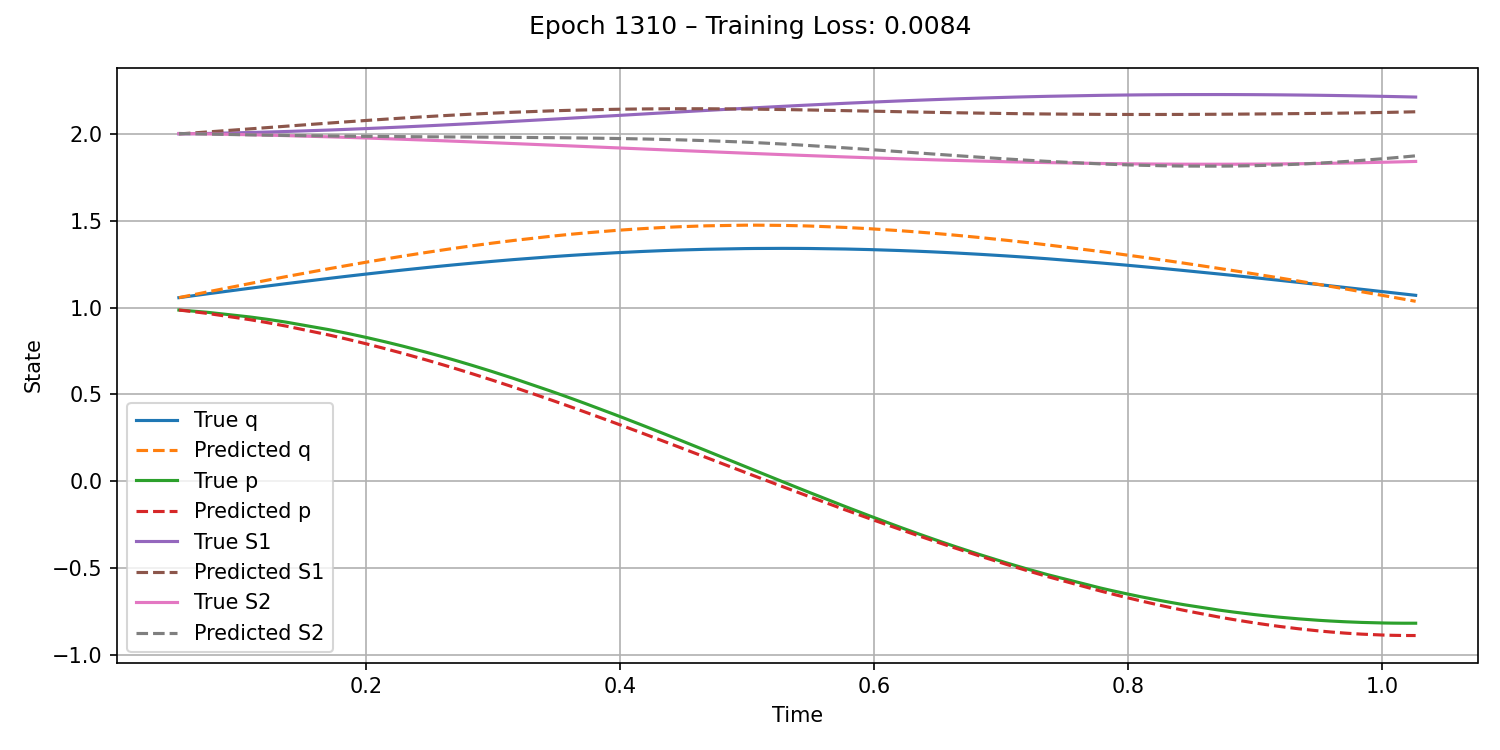 Epoch 1310 – Training Loss: 0.0084
State
2.0
1.5
1.0
0.5
0.0
−0.5
−1.0
True q
Predicted q
True p
Predicted p
True S1
Predicted S1
True S2
Predicted S2
0.2 0.4 0.6 0.8 1.0
Time